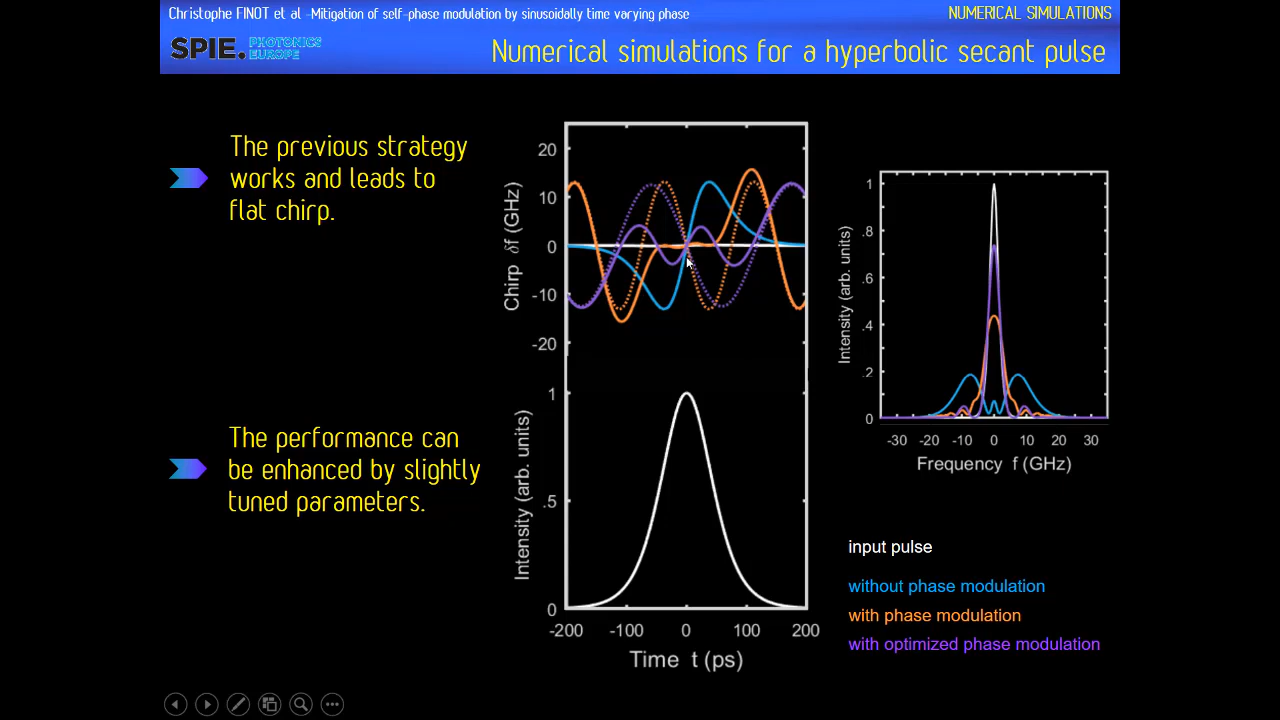 Christophe FINOT et al -Mitigation of self-phase modulation by sinusoidally time varying phase
NUMERICAL SIMULATIONS
SPIE. PHOTONICS
EUROPE
Numerical simulations for a hyperbolic secant pulse
The previous strategy
works and leads to
flat chirp.
The performance can
be enhanced by slightly
tuned parameters.
Chirp δf (GHz)
20
10
0
-10
-20
Intensity (arb. units)
1
.5
0
-200 -100 0 100 200
Time t (ps)
Intensity (arb. units)
1
.8
.6
.4
.2
0
-30 -20 -10 0 10 20 30
Frequency f (GHz)
input pulse
without phase modulation
with phase modulation
with optimized phase modulation